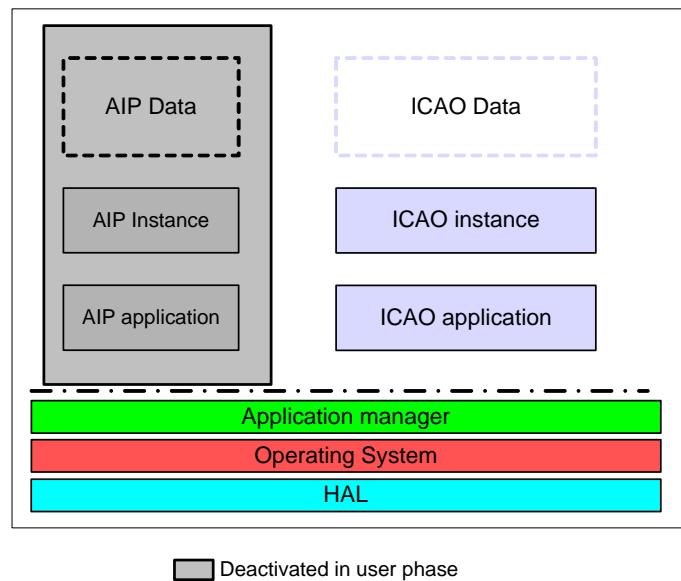 AIP Data
ICAO Data
AIP Instance
ICAO instance
AIP application
ICAO application
Application manager
Operating System
HAL
Deactivated in user phase